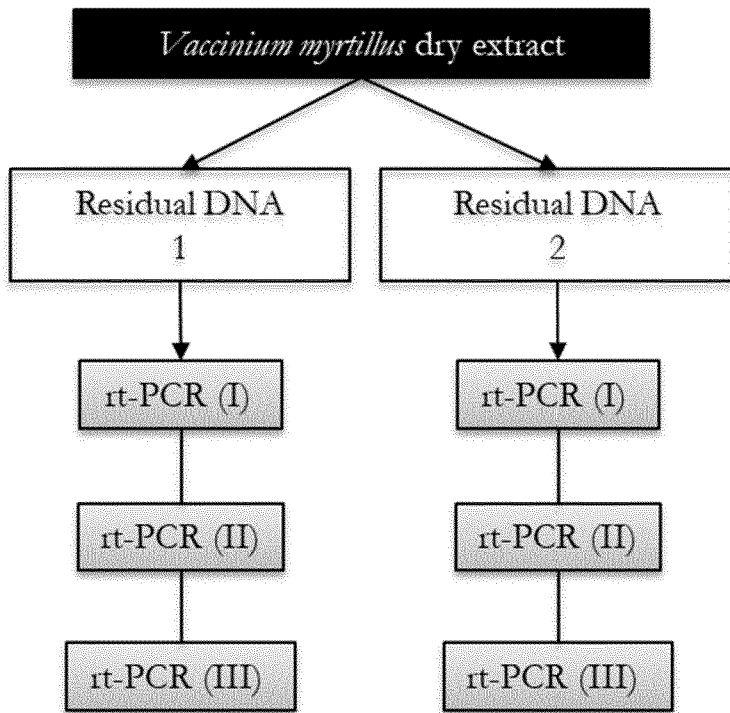 Vaccinium myrtillus dry extract
Residual DNA
1
Residual DNA
2
rt-PCR (I)
rt-PCR (I)
rt-PCR (II)
rt-PCR (II)
rt-PCR (III)
rt-PCR (III)